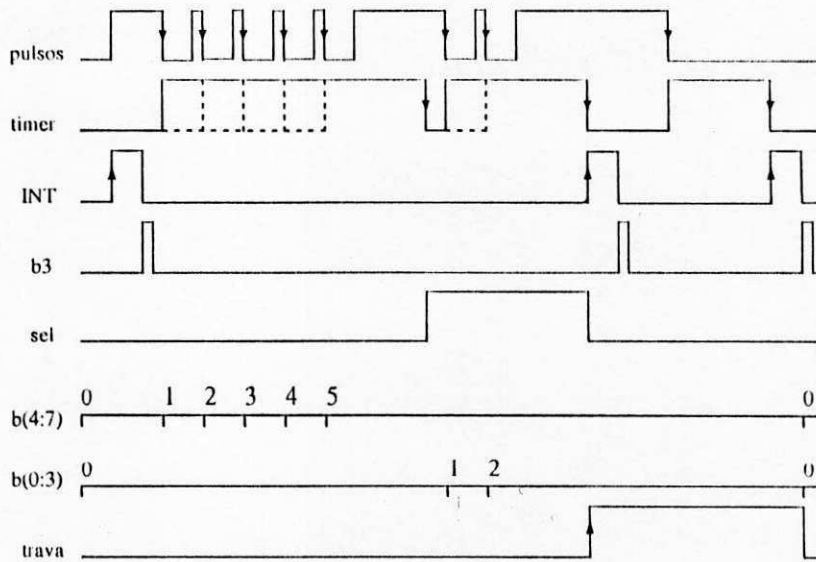 pulsos
timer
INT
b3
sel
0 1 2 3 4 5 0
b(4:7)
0 1 2 0
b(0:3)
trava